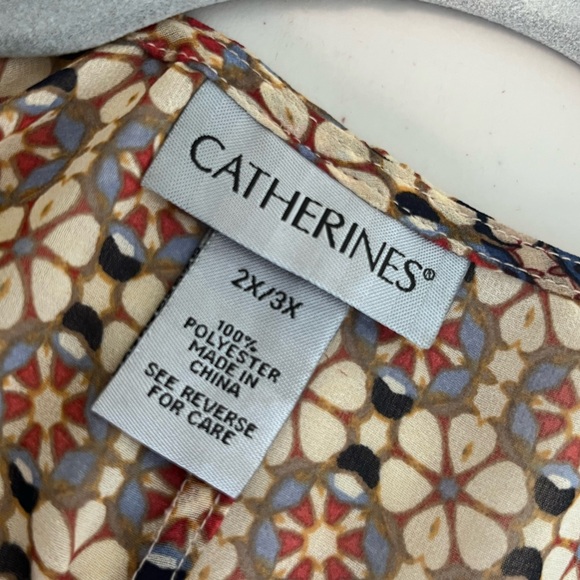 CATHERINES®
2X/3X
100%
POLYESTER
MADE IN
CHINA
SEE REVERSE
FOR CARE